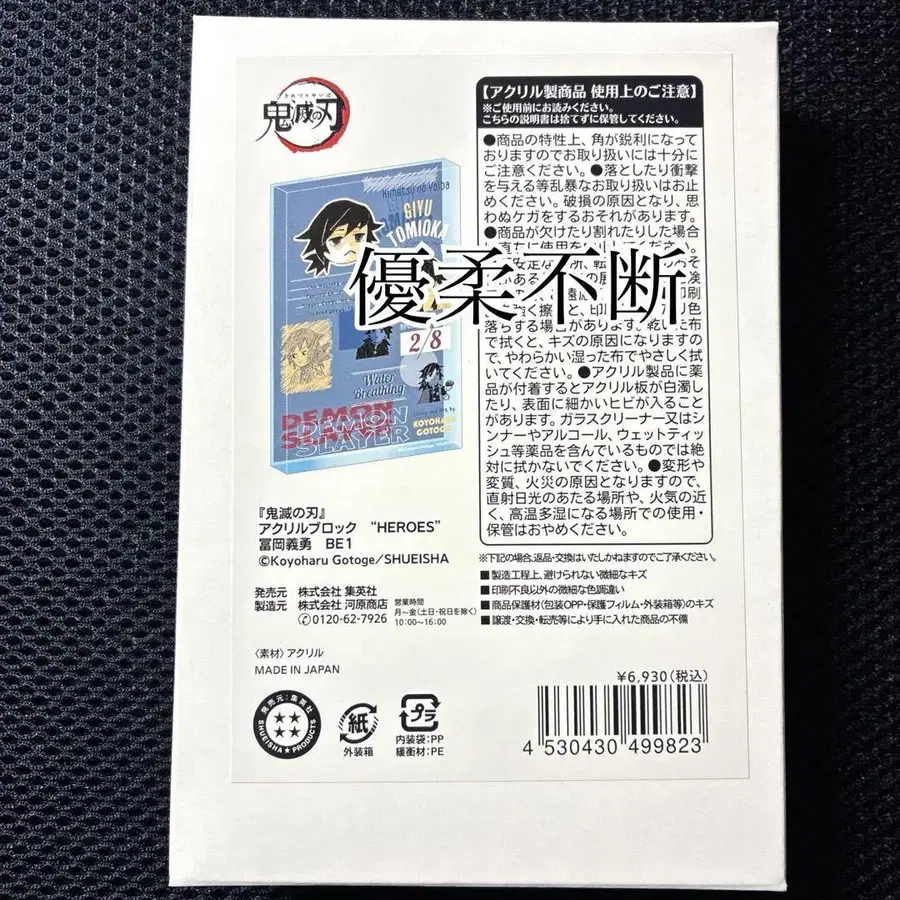 きめつのやいば
鬼滅の刃
Kimetsu no Yaiba
GIYU
TOMIOKA
2/8
Water
Breathing
DEMON
SLAYER
DEMON
SLAYER
KOYOHARU
GOTOGE
優柔不断
『鬼滅の刃』
アクリルブロック “HEROES”
冨岡義勇 BE1
©Koyoharu Gotoge/SHUEISHA
発売元 株式会社 集英社
製造元 株式会社 河原商店
0120-62-7926
営業時間
月~金(土日・祝日を除く)
10:00~16:00
〈素材〉アクリル
MADE IN JAPAN
発売元:集英社
SHUEISHA★PRODUCTS
紙
外装箱
プラ
内装袋:PP
緩衝材:PE
【アクリル製商品 使用上のご注意】
※ご使用前にお読みください。
こちらの説明書は捨てずに保管してください。
●商品の特性上、角が鋭利になって
おりますのでお取り扱いには十分に
ご注意ください。●落としたり衝撃
を与える等乱暴なお取り扱いはお止
めください。破損の原因となり、思
わぬケガをするおそれがあります。
●商品が欠けたり割れたりした場合
落ちする場合があります。乾いた布
で拭くと、キズの原因になりますの
で、やわらかい湿った布でやさしく拭
いてください。●アクリル製品に薬
品が付着するとアクリル板が白濁し
たり、表面に細かいヒビが入ること
があります。ガラスクリーナー又はシ
ンナーやアルコール、ウェットティッ
シュ等薬品を含んでいるものでは絶
対に拭かないでください。●変形や
変質、火災の原因となりますので、
直射日光のあたる場所や、火気の近
く、高温多湿になる場所での使用・
保管はおやめください。
※下記の場合、返品・交換はいたしかねますのでご了承ください。
■製造工程上、避けられない微細なキズ
■印刷不良以外の微細な色調違い
■商品保護材(包装OPP・保護フィルム・外装箱等)のキズ
■譲渡・交換・転売等により手に入れた商品の不備
¥6,930(税込)
4 530430 499823